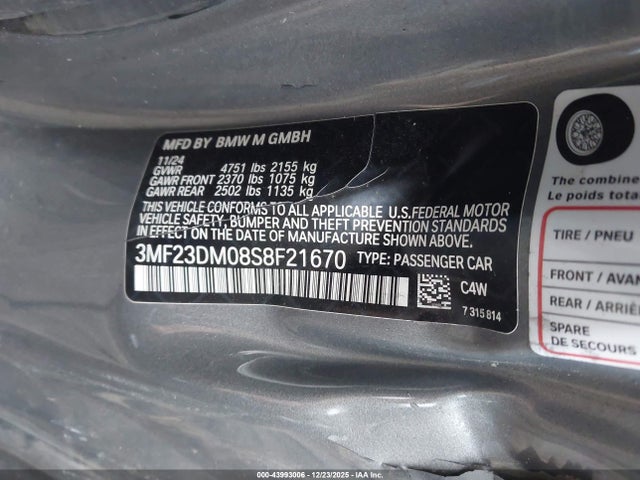 MFD BY BMW M GMBH
11/24
GVWR 4751 lbs 2155 kg
GAWR FRONT 2370 lbs 1075 kg
GAWR REAR 2502 lbs 1135 kg
THIS VEHICLE CONFORMS TO ALL APPLICABLE U.S.FEDERAL MOTOR
VEHICLE SAFETY, BUMPER AND THEFT PREVENTION STANDARDS
IN EFFECT ON THE DATE OF MANUFACTURE SHOWN ABOVE.
3MF23DM08S8F21670 TYPE: PASSENGER CAR
C4W
7 315 814
The combine
Le poids total
TIRE / PNEU
FRONT / AVAN
REAR / ARRIÈ
SPARE
DE SECOURS
000-43993006 - 12/23/2025 - IAAI, Inc. - COPYRIGHT